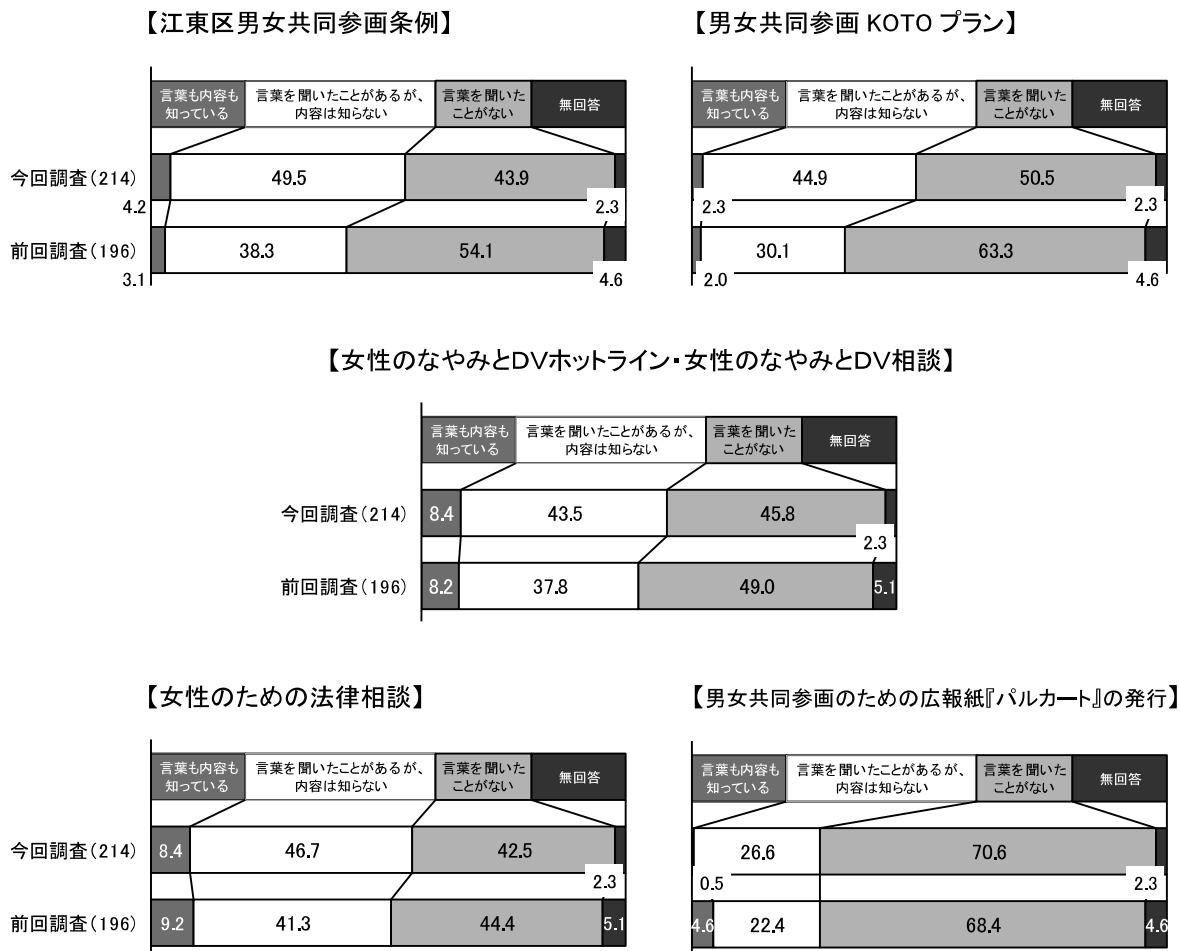 【江東区男女共同参画条例】
言葉も内容も
知っている
言葉を聞いたことがあるが、
内容は知らない
言葉を聞いた
ことがない
無回答
今回調査(214)
4.2
49.5
43.9
2.3
前回調査(196)
3.1
38.3
54.1
4.6
【男女共同参画 KOTO プラン】
言葉も内容も
知っている
言葉を聞いたことがあるが、
内容は知らない
言葉を聞いた
ことがない
無回答
2.3
44.9
50.5
2.3
2.0
30.1
63.3
4.6
【女性のなやみとDVホットライン・女性のなやみとDV相談】
言葉も内容も
知っている
言葉を聞いたことがあるが、
内容は知らない
言葉を聞いた
ことがない
無回答
今回調査(214)
8.4
43.5
45.8
2.3
前回調査(196)
8.2
37.8
49.0
5.1
【女性のための法律相談】
言葉も内容も
知っている
言葉を聞いたことがあるが、
内容は知らない
言葉を聞いた
ことがない
無回答
今回調査(214)
8.4
46.7
42.5
2.3
前回調査(196)
9.2
41.3
44.4
5.1
【男女共同参画のための広報紙『パルカート』の発行】
言葉も内容も
知っている
言葉を聞いたことがあるが、
内容は知らない
言葉を聞いた
ことがない
無回答
0.5
26.6
70.6
2.3
4.6
22.4
68.4
4.6